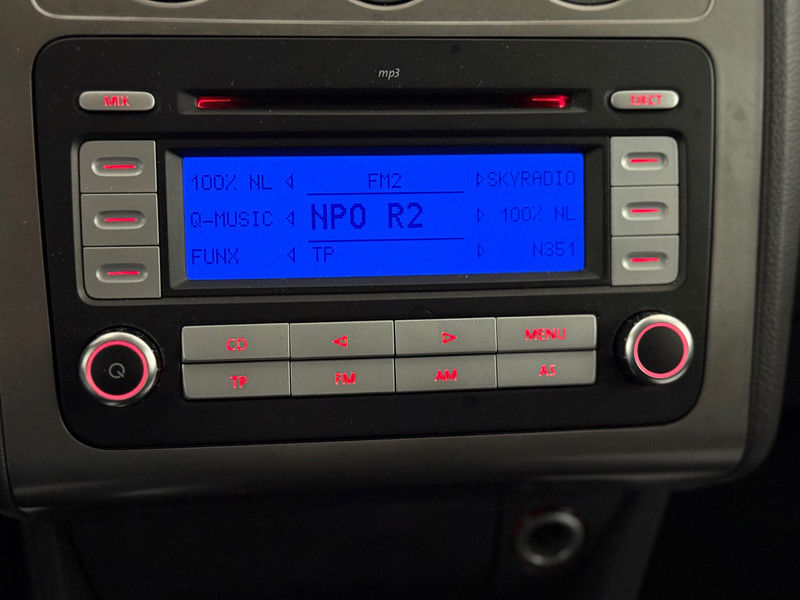 mp3
MIX
EJECT
100% NL FM2 SKYRADIO
Q-MUSIC NPO R2 100% NL
FUNX TP N351
CD MENU
TP FM AM AS